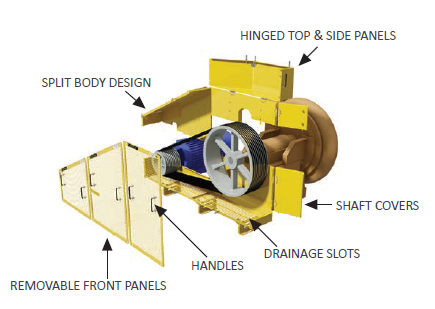 HINGED TOP & SIDE PANELS
SPLIT BODY DESIGN
SHAFT COVERS
DRAINAGE SLOTS
HANDLES
REMOVABLE FRONT PANELS